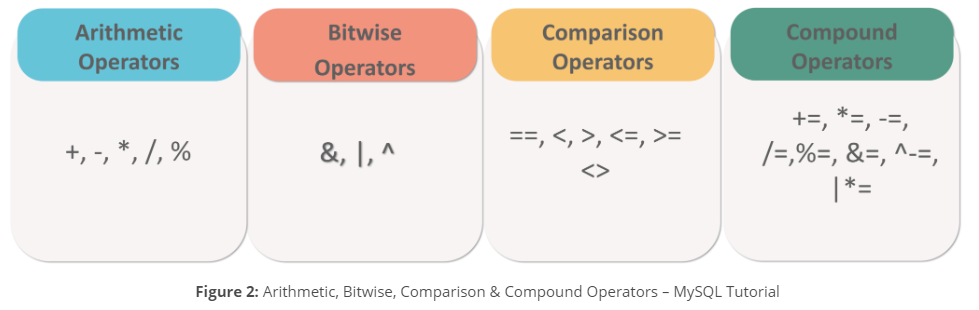 Arithmetic
Operators
+, -, *, /, %
Bitwise
Operators
&, |, ^
Comparison
Operators
==, <, >, <=, >=
<>
Compound
Operators
+=, *=, -=,
/=,%=, &=, ^-=,
|*=
Figure 2: Arithmetic, Bitwise, Comparison & Compound Operators – MySQL Tutorial